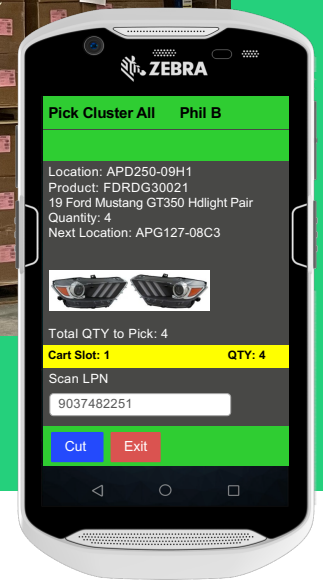 ZEBRA
Pick Cluster All Phil B
Location: APD250-09H1
Product: FDRDG30021
19 Ford Mustang GT350 Hdlight Pair
Quantity: 4
Next Location: APG127-08C3
Total QTY to Pick: 4
Cart Slot: 1 QTY: 4
Scan LPN
9037482251
Cut Exit